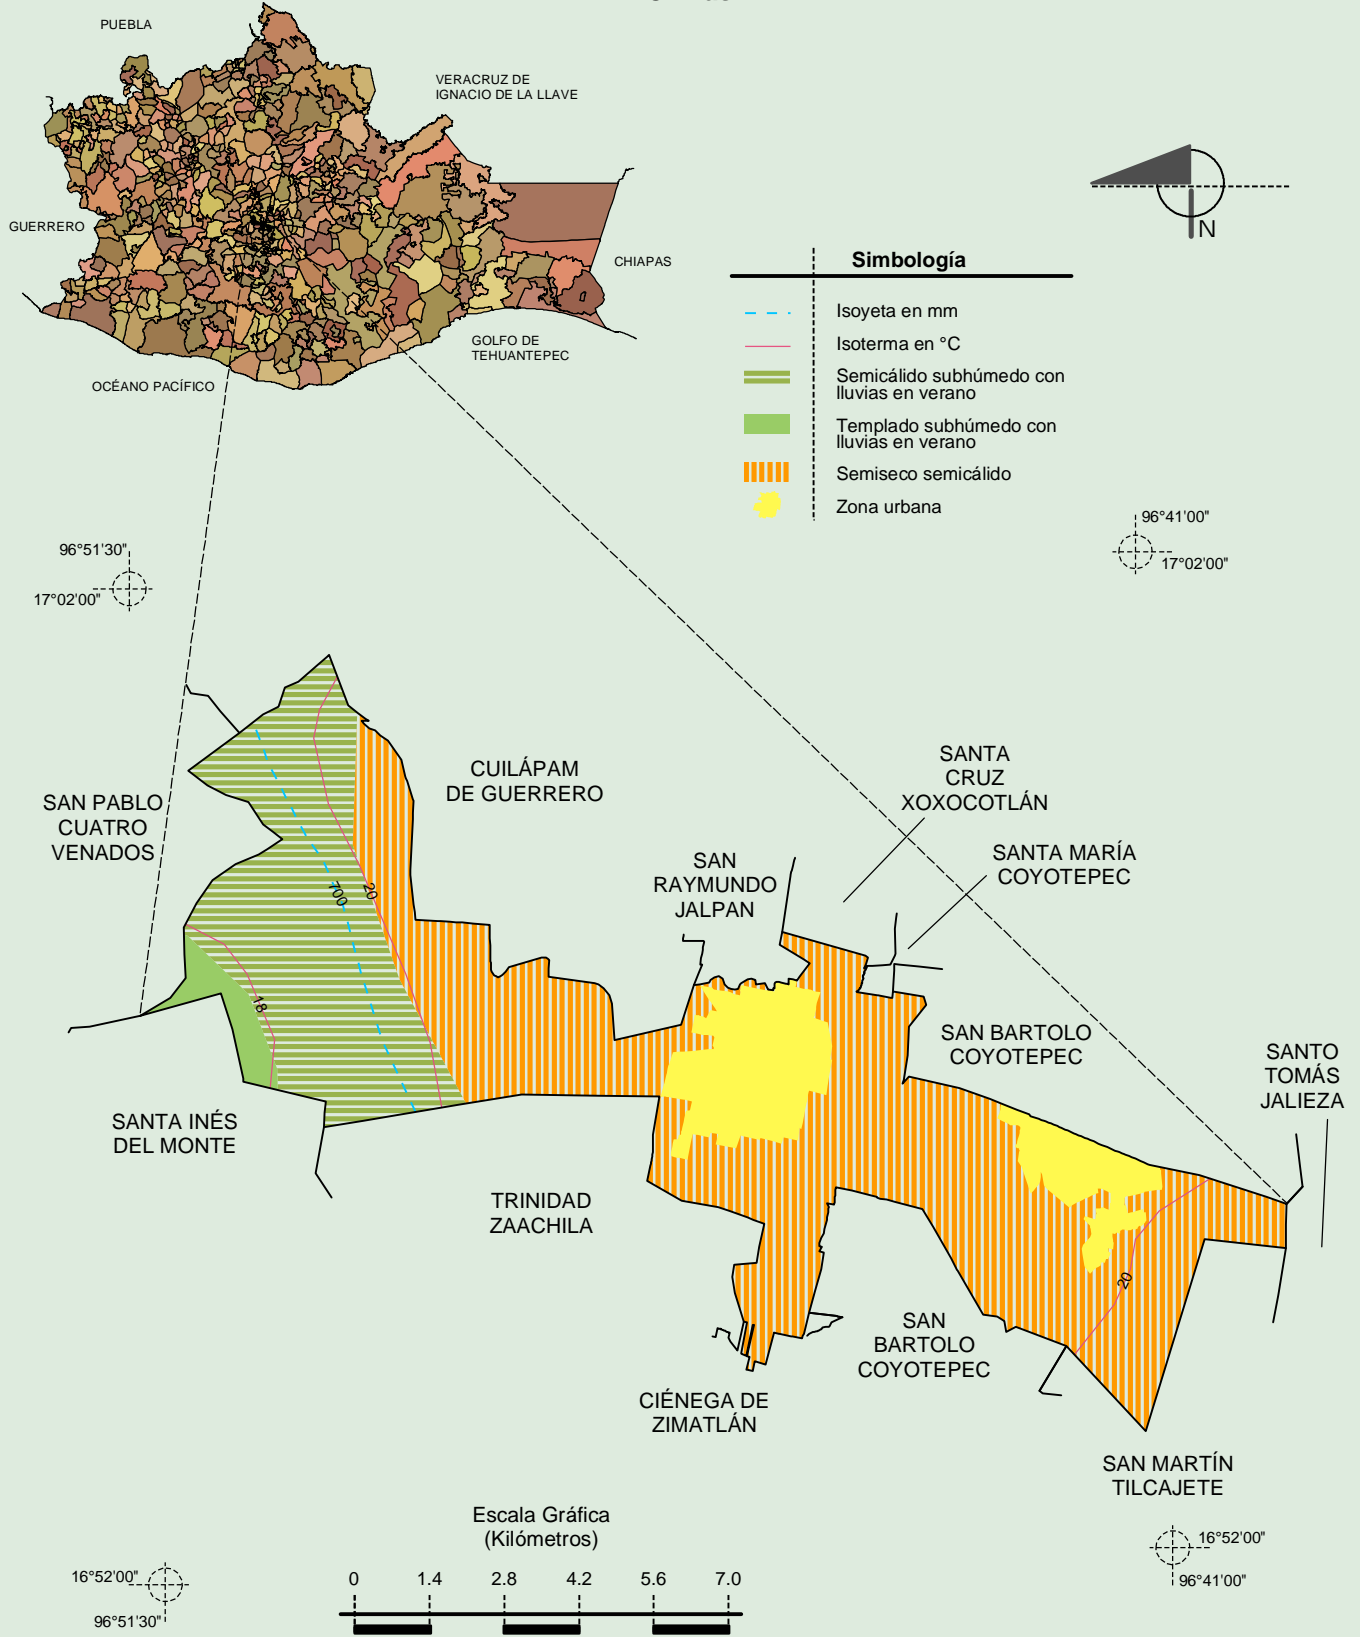 PUEBLA
VERACRUZ DE
IGNACIO DE LA LLAVE
GUERRERO
CHIAPAS
GOLFO DE
TEHUANTEPEC
OCÉANO PACÍFICO
N
Simbología
Isoyeta en mm
Isoterma en °C
Semicálido subhúmedo con
lluvias en verano
Templado subhúmedo con
lluvias en verano
Semiseco semicálido
Zona urbana
96°51'30"
17°02'00"
96°41'00"
17°02'00"
SAN PABLO
CUATRO
VENADOS
CUILÁPAM
DE GUERRERO
SANTA
CRUZ
XOXOCOTLÁN
SAN
RAYMUNDO
JALPAN
SANTA MARÍA
COYOTEPEC
700
20
18
SAN BARTOLO
COYOTEPEC
SANTO
TOMÁS
JALIEZA
SANTA INÉS
DEL MONTE
TRINIDAD
ZAACHILA
20
SAN
BARTOLO
COYOTEPEC
CIÉNEGA DE
ZIMATLÁN
SAN MARTÍN
TILCAJETE
Escala Gráfica
(Kilómetros)
0 1.4 2.8 4.2 5.6 7.0
16°52'00"
96°51'30"
16°52'00"
96°41'00"